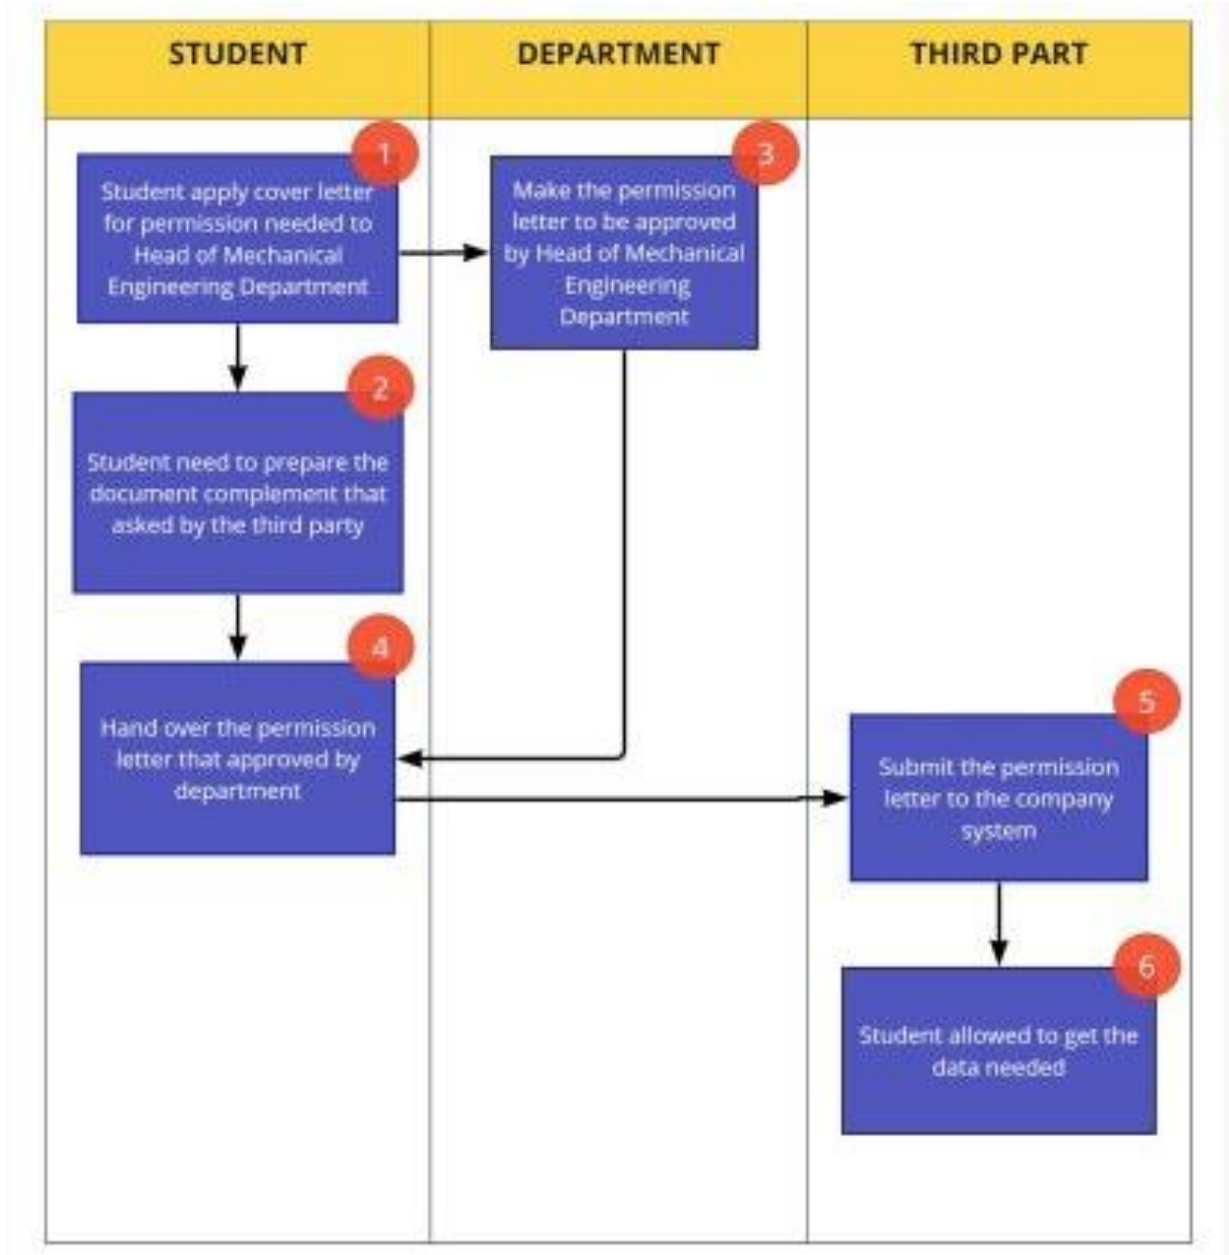 STUDENT
DEPARTMENT
THIRD PART
1
Student apply cover letter
for permission needed to
Head of Mechanical
Engineering Department
3
Make the permission
letter to be approved
by Head of Mechanical
Engineering
Department
2
Student need to prepare the
document complement that
asked by the third party
4
Hand over the permission
letter that approved by
department
5
Submit the permission
letter to the company
system
6
Student allowed to get the
data needed